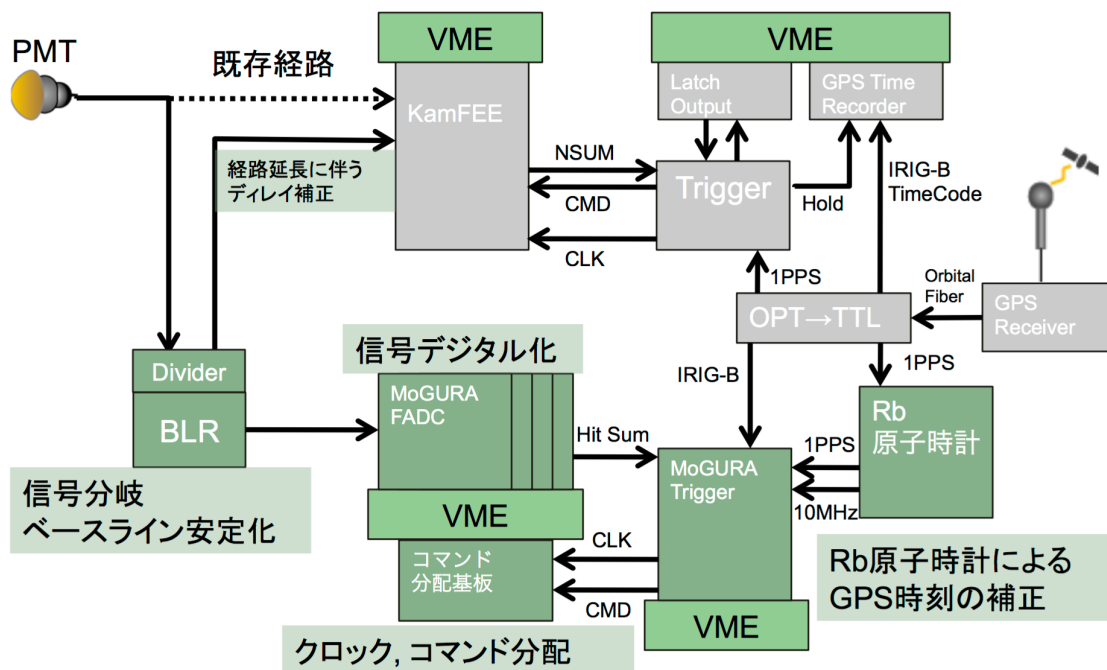 VME
VME
PMT
既存経路
Latch
Output
GPS Time
Recorder
KamFEE
経路延長に伴う
ディレイ補正
NSUM
CMD
CLK
Trigger
Hold
IRIG-B
TimeCode
1PPS
Orbital
Fiber
OPT→TTL
GPS
Receiver
信号デジタル化
IRIG-B
1PPS
Divider
BLR
MoGURA
FADC
Hit Sum
MoGURA
Trigger
1PPS
10MHz
Rb
原子時計
信号分岐
ベースライン安定化
VME
コマンド
分配基板
CLK
CMD
VME
Rb原子時計による
GPS時刻の補正
クロック, コマンド分配